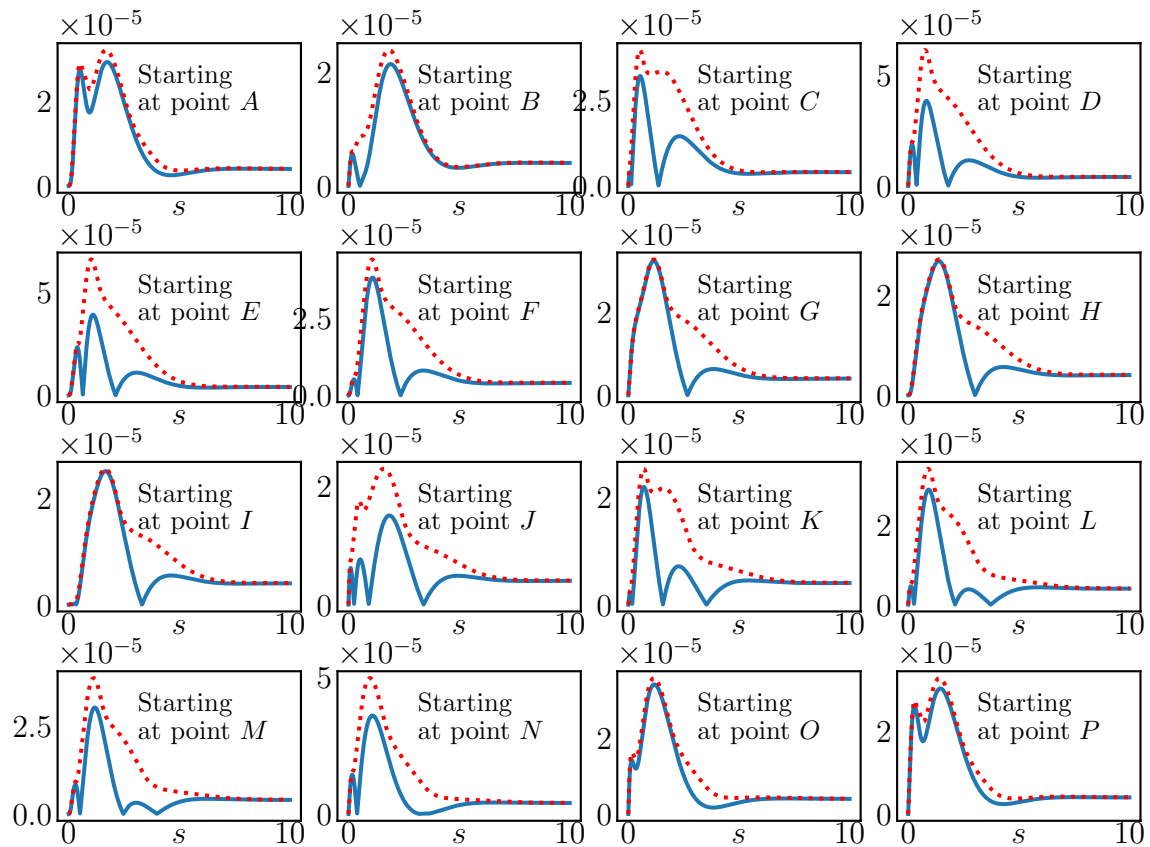 ×10⁻⁵ ×10⁻⁵ ×10⁻⁵ ×10⁻⁵
Starting at point A
2
0
0 s 10
Starting at point B
2
0
0 s 10
Starting at point C
2.5
0.0
0 s 10
Starting at point D
5
0
0 s 10
×10⁻⁵ ×10⁻⁵ ×10⁻⁵ ×10⁻⁵
Starting at point E
5
0
0 s 10
Starting at point F
2.5
0.0
0 s 10
Starting at point G
2
0
0 s 10
Starting at point H
2
0
0 s 10
×10⁻⁵ ×10⁻⁵ ×10⁻⁵ ×10⁻⁵
Starting at point I
2
0
0 s 10
Starting at point J
2
0
0 s 10
Starting at point K
2
0
0 s 10
Starting at point L
2
0
0 s 10
×10⁻⁵ ×10⁻⁵ ×10⁻⁵ ×10⁻⁵
Starting at point M
2.5
0.0
0 s 10
Starting at point N
5
0
0 s 10
Starting at point O
2
0
0 s 10
Starting at point P
2
0
0 s 10